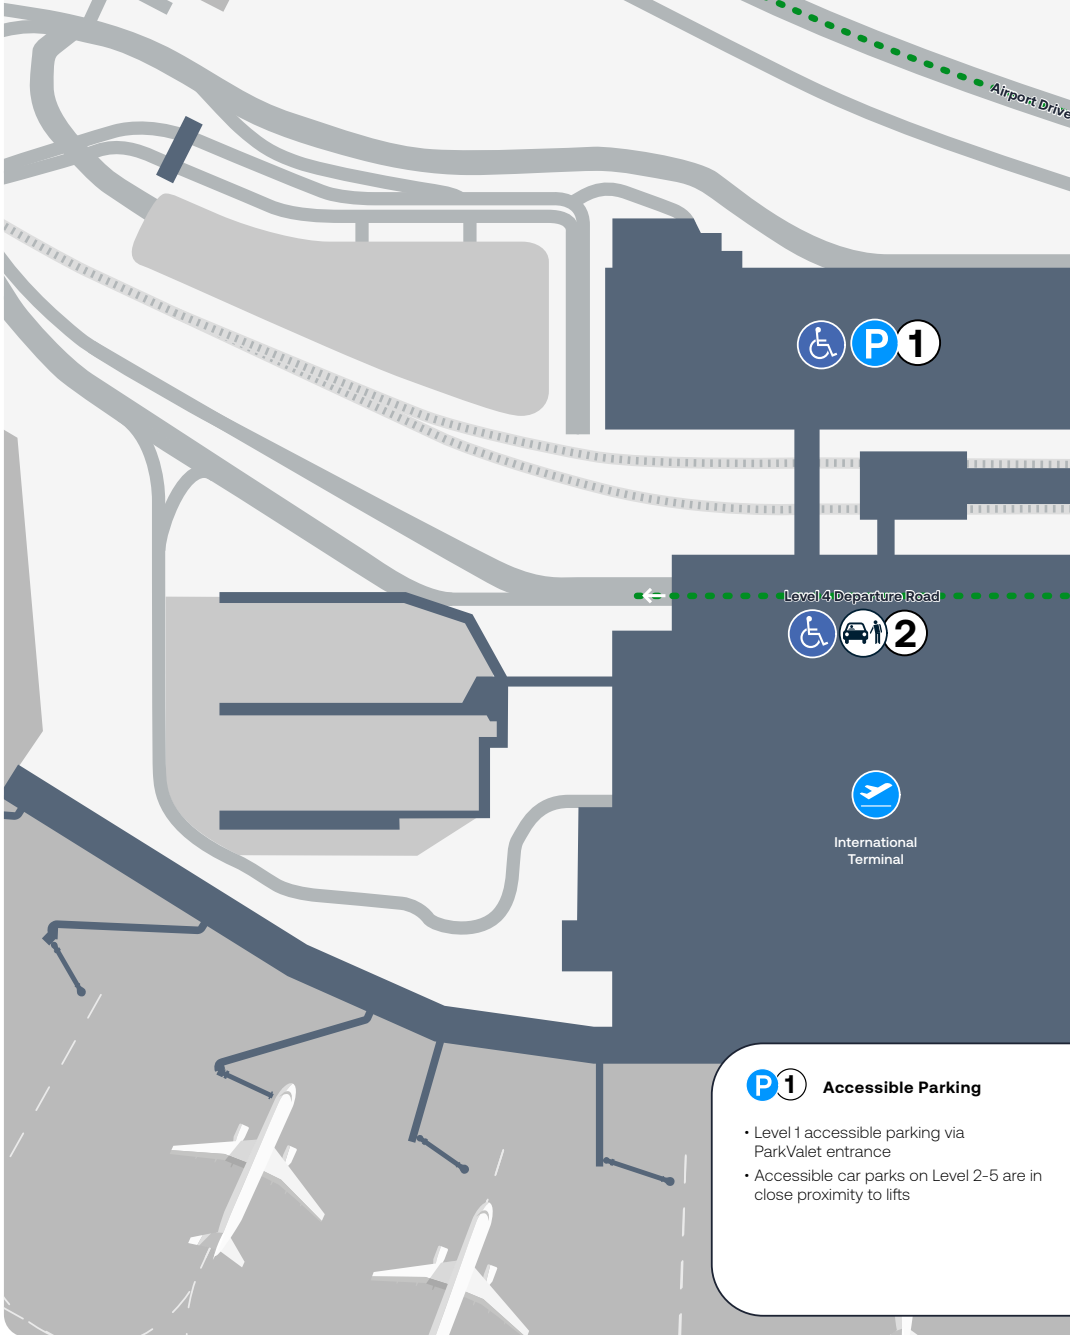 Airport Drive
P 1
Level 4 Departure Road
2
International
Terminal
P 1 Accessible Parking
• Level 1 accessible parking via
ParkValet entrance
• Accessible car parks on Level 2-5 are in
close proximity to lifts